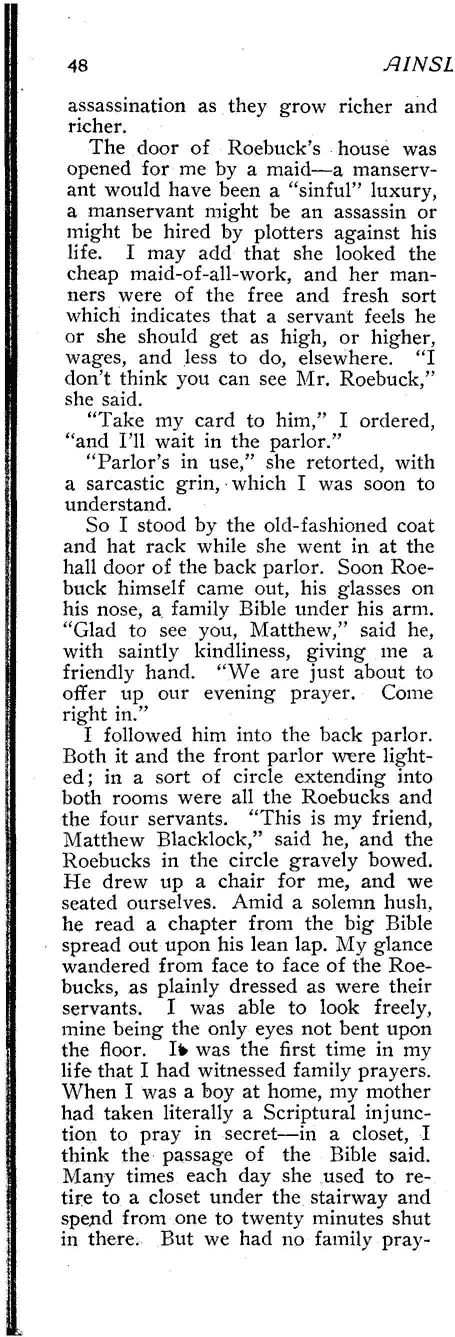 48 AINSL
assassination as they grow richer and
richer.
The door of Roebuck's house was
opened for me by a maid—a manserv-
ant would have been a "sinful" luxury,
a manservant might be an assassin or
might be hired by plotters against his
life. I may add that she looked the
cheap maid-of-all-work, and her man-
ners were of the free and fresh sort
which indicates that a servant feels he
or she should get as high, or higher,
wages, and less to do, elsewhere. "I
don't think you can see Mr. Roebuck,"
she said.
"Take my card to him," I ordered,
"and I'll wait in the parlor."
"Parlor's in use," she retorted, with
a sarcastic grin, which I was soon to
understand.
So I stood by the old-fashioned coat
and hat rack while she went in at the
hall door of the back parlor. Soon Roe-
buck himself came out, his glasses on
his nose, a family Bible under his arm.
"Glad to see you, Matthew," said he,
with saintly kindliness, giving me a
friendly hand. "We are just about to
offer up our evening prayer. Come
right in."
I followed him into the back parlor.
Both it and the front parlor were light-
ed; in a sort of circle extending into
both rooms were all the Roebucks and
the four servants. "This is my friend,
Matthew Blacklock," said he, and the
Roebucks in the circle gravely bowed.
He drew up a chair for me, and we
seated ourselves. Amid a solemn hush,
he read a chapter from the big Bible
spread out upon his lean lap. My glance
wandered from face to face of the Roe-
bucks, as plainly dressed as were their
servants. I was able to look freely,
mine being the only eyes not bent upon
the floor. It was the first time in my
life that I had witnessed family prayers.
When I was a boy at home, my mother
had taken literally a Scriptural injunc-
tion to pray in secret—in a closet, I
think the passage of the Bible said.
Many times each day she used to re-
tire to a closet under the stairway and
spend from one to twenty minutes shut
in there. But we had no family pray-